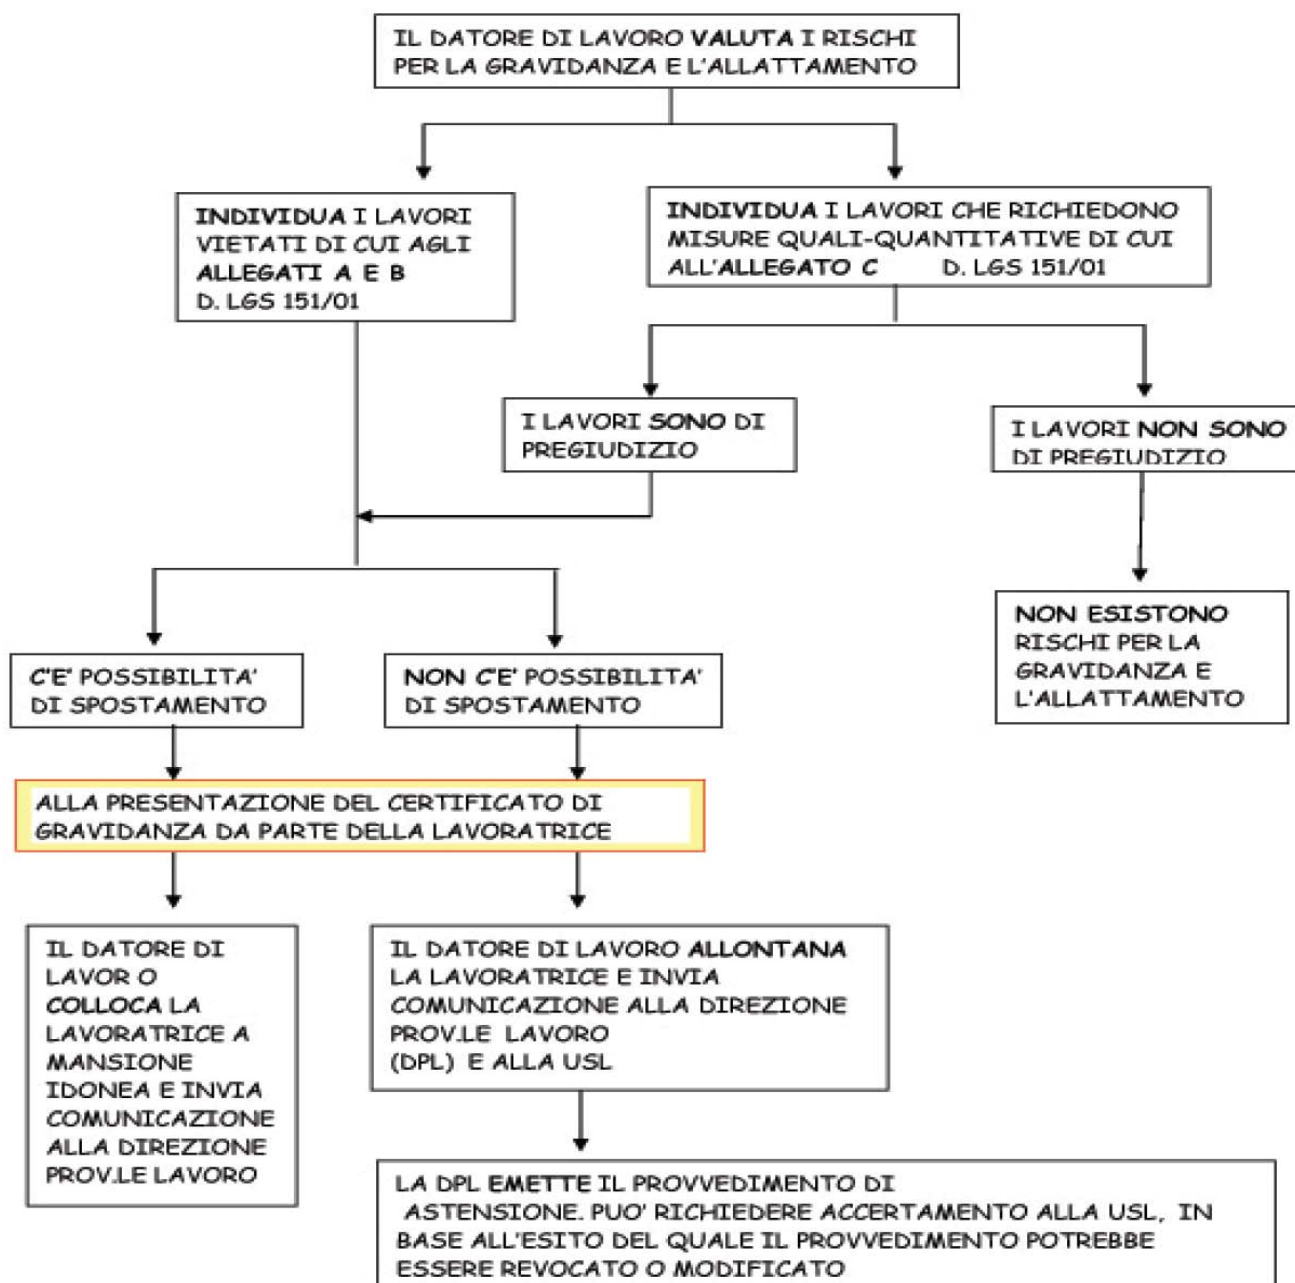 IL DATORE DI LAVORO VALUTA I RISCHI
PER LA GRAVIDANZA E L'ALLATTAMENTO
INDIVIDUA I LAVORI
VIETATI DI CUI AGLI
ALLEGATI A E B
D. LGS 151/01
INDIVIDUA I LAVORI CHE RICHIEDONO
MISURE QUALI-QUANTITATIVE DI CUI
ALL'ALLEGATO C D. LGS 151/01
I LAVORI SONO DI
PREGIUDIZIO
I LAVORI NON SONO
DI PREGIUDIZIO
NON ESISTONO
RISCHI PER LA
GRAVIDANZA E
L'ALLATTAMENTO
C'E' POSSIBILITA'
DI SPOSTAMENTO
NON C'E' POSSIBILITA'
DI SPOSTAMENTO
ALLA PRESENTAZIONE DEL CERTIFICATO DI
GRAVIDANZA DA PARTE DELLA LAVORATRICE
IL DATORE DI
LAVOR O
COLLOCA LA
LAVORATRICE A
MANSIONE
IDONEA E INVIA
COMUNICAZIONE
ALLA DIREZIONE
PROV.LE LAVORO
IL DATORE DI LAVORO ALLONTANA
LA LAVORATRICE E INVIA
COMUNICAZIONE ALLA DIREZIONE
PROV.LE LAVORO
(DPL) E ALLA USL
LA DPL EMETTE IL PROVVEDIMENTO DI
ASTENSIONE. PUO' RICHIEDERE ACCERTAMENTO ALLA USL, IN
BASE ALL'ESITO DEL QUALE IL PROVVEDIMENTO POTREBBE
ESSERE REVOCATO O MODIFICATO